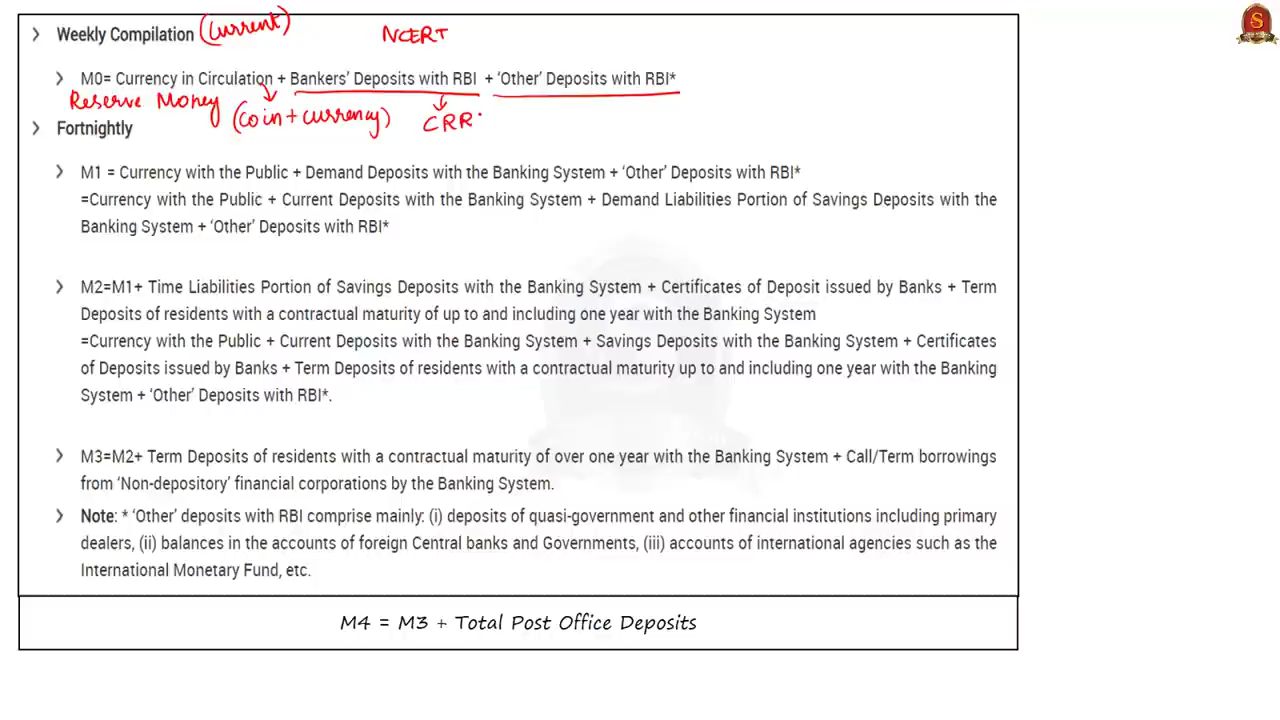 Weekly Compilation (current)
NCERT
M0= Currency in Circulation + Bankers' Deposits with RBI + 'Other' Deposits with RBI*
Reserve Money (coin+currency) CRR
Fortnightly
M1 = Currency with the Public + Demand Deposits with the Banking System + 'Other' Deposits with RBI*
=Currency with the Public + Current Deposits with the Banking System + Demand Liabilities Portion of Savings Deposits with the
Banking System + 'Other' Deposits with RBI*
M2=M1+ Time Liabilities Portion of Savings Deposits with the Banking System + Certificates of Deposit issued by Banks + Term
Deposits of residents with a contractual maturity of up to and including one year with the Banking System
=Currency with the Public + Current Deposits with the Banking System + Savings Deposits with the Banking System + Certificates
of Deposits issued by Banks + Term Deposits of residents with a contractual maturity up to and including one year with the Banking
System + 'Other' Deposits with RBI*.
M3=M2+ Term Deposits of residents with a contractual maturity of over one year with the Banking System + Call/Term borrowings
from 'Non-depository' financial corporations by the Banking System.
Note: * 'Other' deposits with RBI comprise mainly: (i) deposits of quasi-government and other financial institutions including primary
dealers, (ii) balances in the accounts of foreign Central banks and Governments, (iii) accounts of international agencies such as the
International Monetary Fund, etc.
M4 = M3 + Total Post Office Deposits